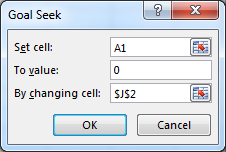 Goal Seek
Set cell: A1
To value: 0
By changing cell: $J$2
OK Cancel